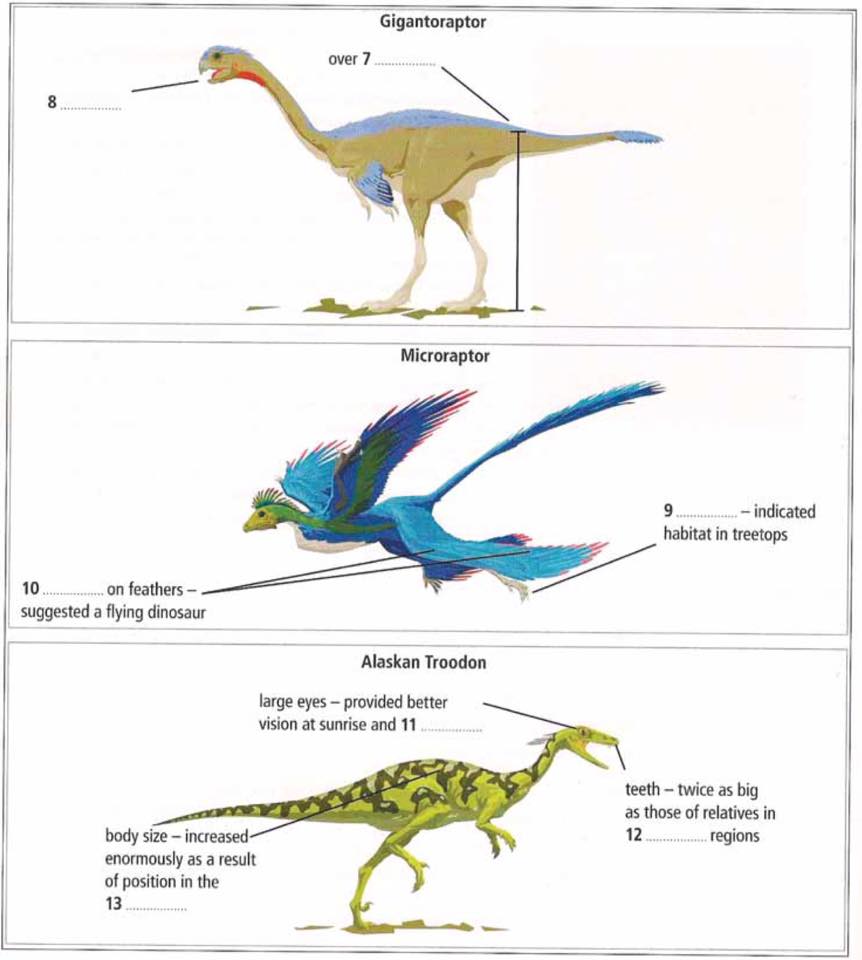 Gigantoraptor
over 7 ....................
8 ....................
Microraptor
9 .................... – indicated
habitat in treetops
10 .................... on feathers –
suggested a flying dinosaur
Alaskan Troodon
large eyes – provided better
vision at sunrise and 11 ....................
teeth – twice as big
as those of relatives in
12 .................... regions
body size – increased
enormously as a result
of position in the
13 ....................